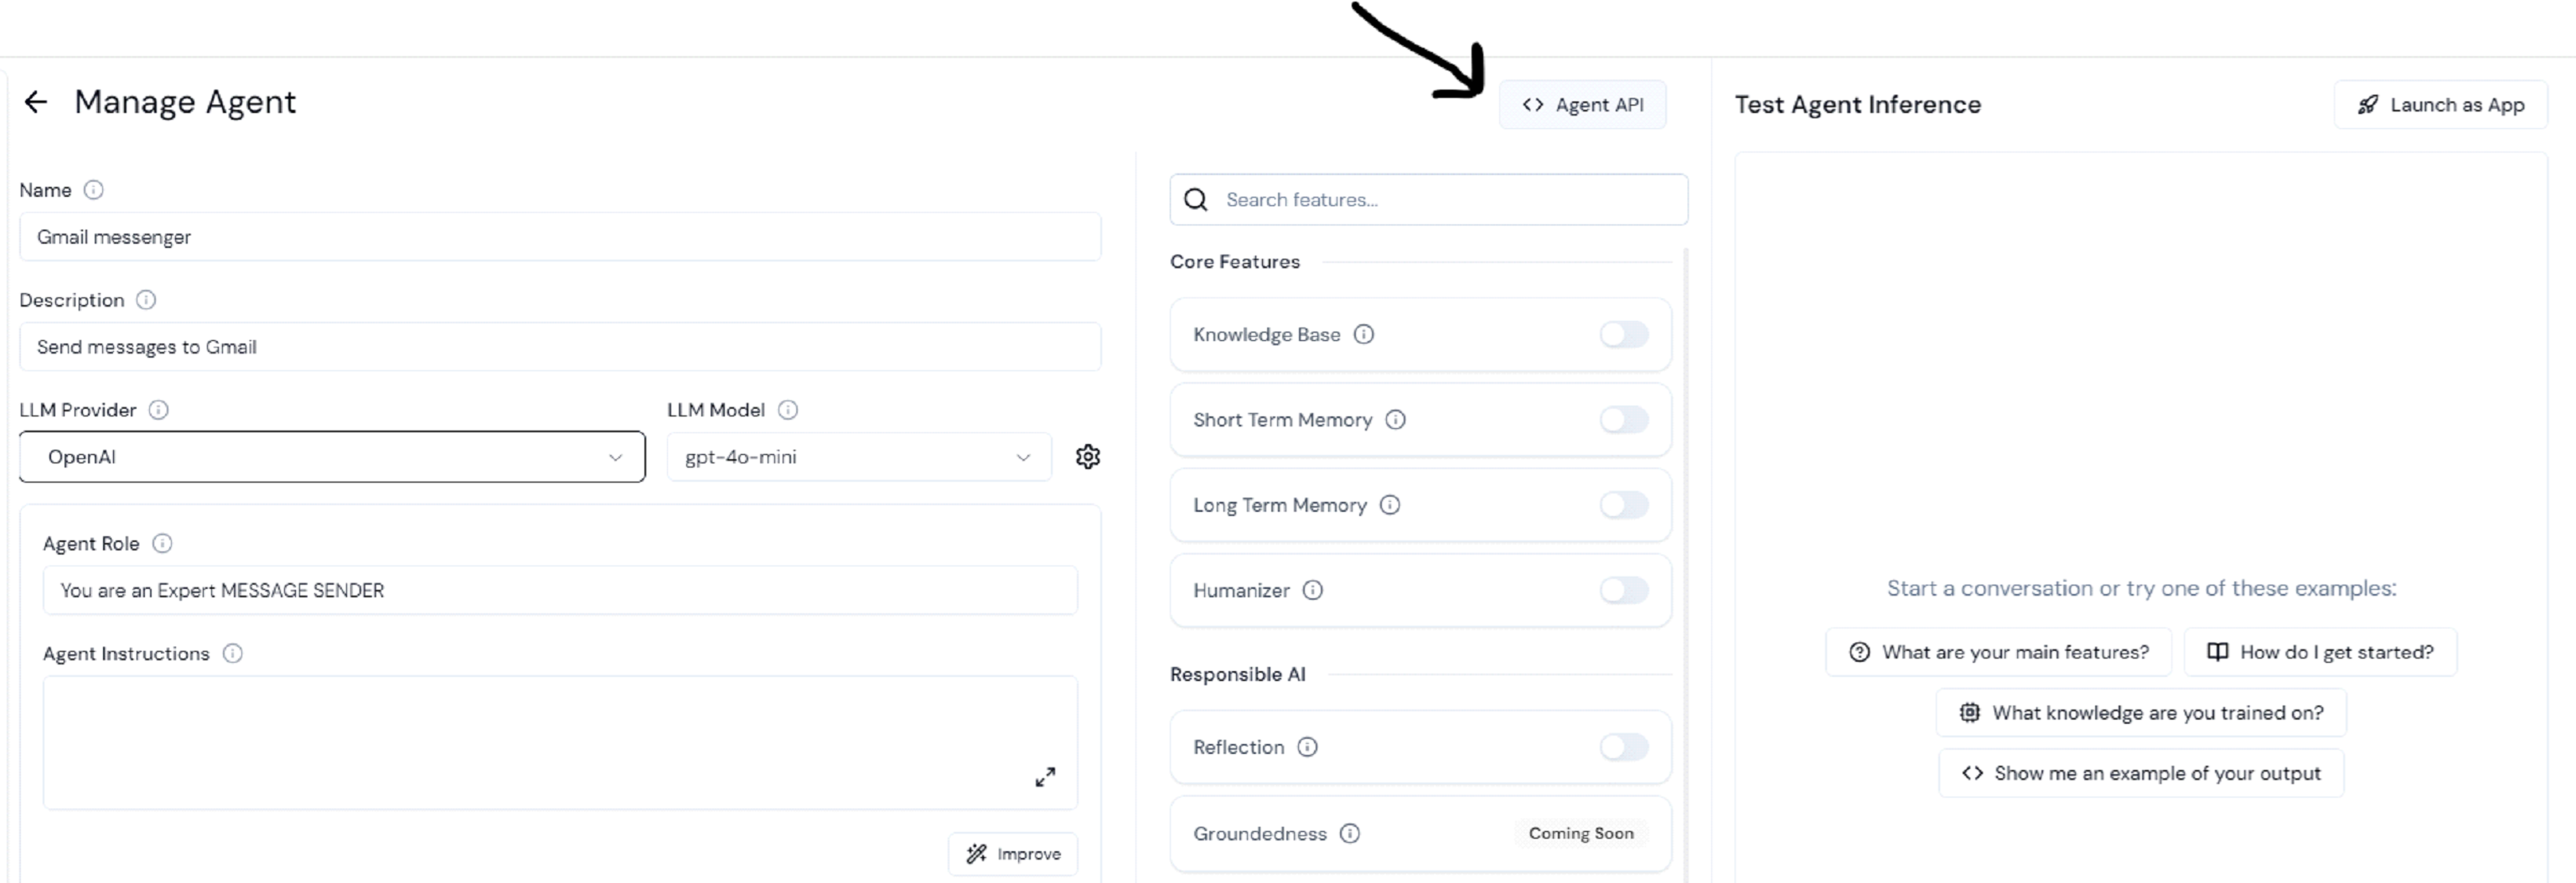 Manage Agent
Agent API
Name
Gmail messenger
Description
Send messages to Gmail
LLM Provider
LLM Model
OpenAI
gpt-4o-mini
Agent Role
You are an Expert MESSAGE SENDER
Agent Instructions
Improve
Search features...
Core Features
Knowledge Base
Short Term Memory
Long Term Memory
Humanizer
Responsible AI
Reflection
Groundedness
Coming Soon
Test Agent Inference
Launch as App
Start a conversation or try one of these examples:
What are your main features?
How do I get started?
What knowledge are you trained on?
Show me an example of your output